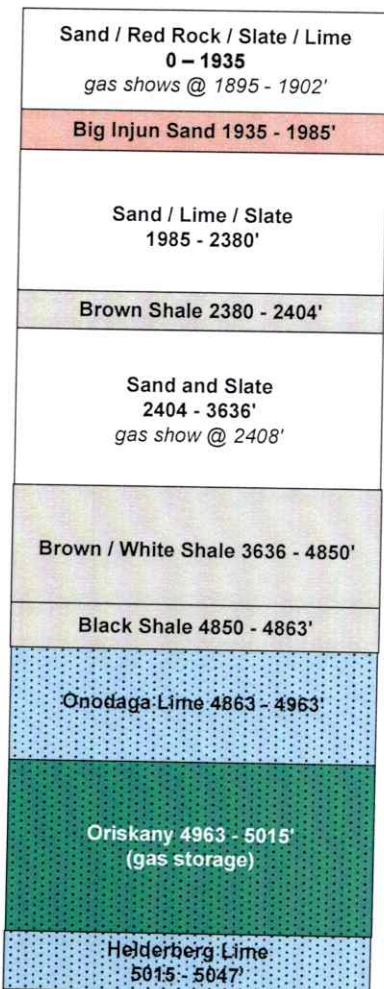 Sand / Red Rock / Slate / Lime
0 – 1935
gas shows @ 1895 - 1902'
Big Injun Sand 1935 - 1985'
Sand / Lime / Slate
1985 - 2380'
Brown Shale 2380 - 2404'
Sand and Slate
2404 - 3636'
gas show @ 2408'
Brown / White Shale 3636 - 4850'
Black Shale 4850 - 4863'
Onodaga Lime 4863 - 4963'
Oriskany 4963 - 5015'
(gas storage)
Helderberg Lime
5015 - 5047'